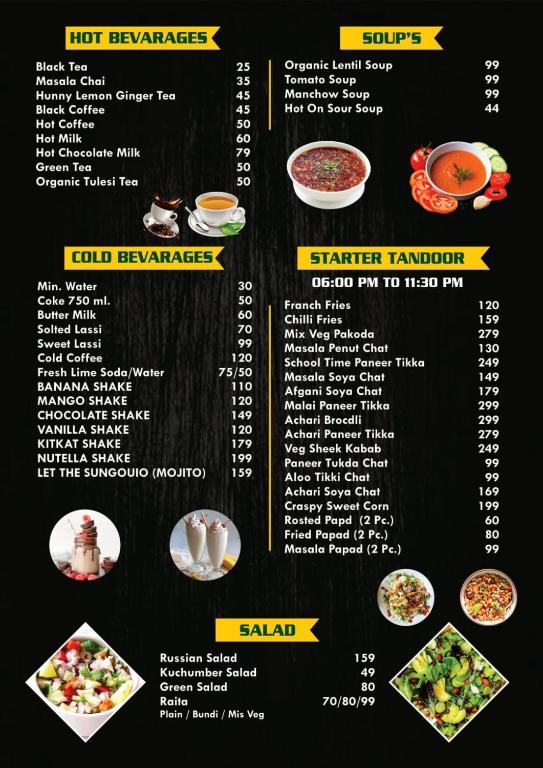 HOT BEVARAGES
Black Tea 25
Masala Chai 35
Hunny Lemon Ginger Tea 45
Black Coffee 45
Hot Coffee 50
Hot Milk 60
Hot Chocolate Milk 79
Green Tea 50
Organic Tulesi Tea 50
SOUP'S
Organic Lentil Soup 99
Tomato Soup 99
Manchow Soup 99
Hot On Sour Soup 44
COLD BEVARAGES
Min. Water 30
Coke 750 ml. 50
Butter Milk 60
Solted Lassi 70
Sweet Lassi 99
Cold Coffee 120
Fresh Lime Soda/Water 75/50
BANANA SHAKE 110
MANGO SHAKE 120
CHOCOLATE SHAKE 149
VANILLA SHAKE 120
KITKAT SHAKE 179
NUTELLA SHAKE 199
LET THE SUNGOUIO (MOJITO) 159
STARTER TANDOOR
06:00 PM TO 11:30 PM
Franch Fries 120
Chilli Fries 159
Mix Veg Pakoda 279
Masala Penut Chat 130
School Time Paneer Tikka 249
Masala Soya Chat 149
Afgani Soya Chat 179
Malai Paneer Tikka 299
Achari Brocdli 299
Achari Paneer Tikka 279
Veg Sheek Kabab 249
Paneer Tukda Chat 99
Aloo Tikki Chat 99
Achari Soya Chat 169
Craspy Sweet Corn 199
Rosted Papd (2 Pc.) 60
Fried Papad (2 Pc.) 80
Masala Papad (2 Pc.) 99
SALAD
Russian Salad 159
Kuchumber Salad 49
Green Salad 80
Raita 70/80/99
Plain / Bundi / Mis Veg